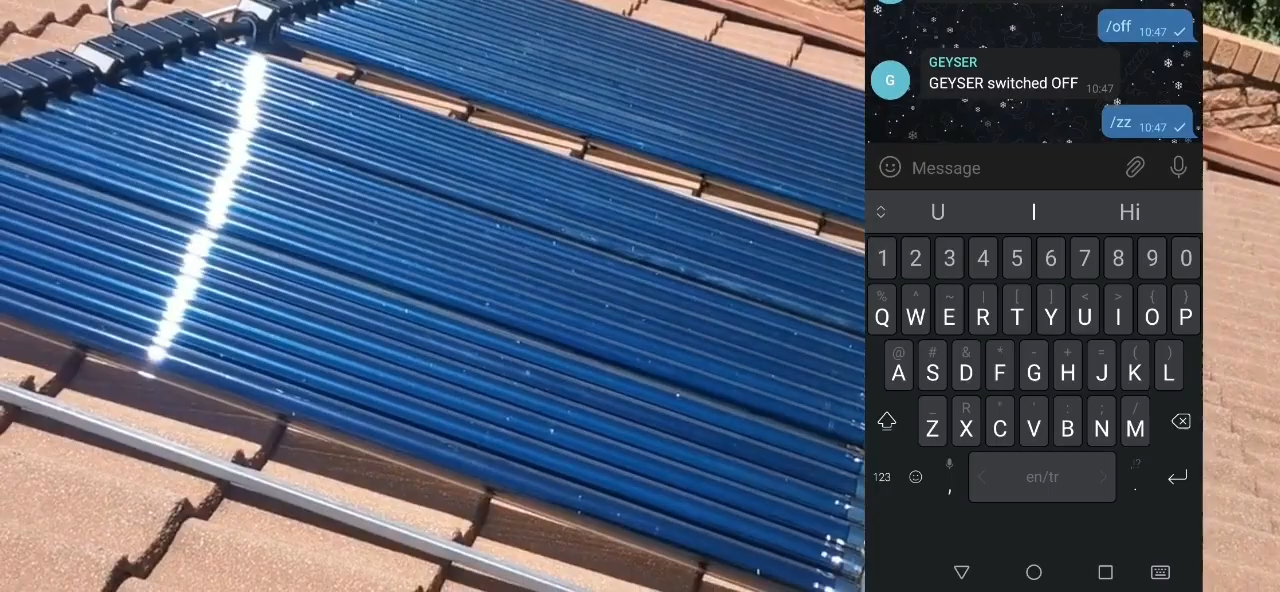 /off 10:47
GEYSER
G
GEYSER switched OFF 10:47
/zz 10:47
Message
U I Hi
1 2 3 4 5 6 7 8 9 0
% ^ ~ | [ ] < > { }
Q W E R T Y U I O P
@ # & * - + = ( )
A S D F G H J K L
_ R " ' : ; /
Z X C V B N M
123 , en/tr !?
.